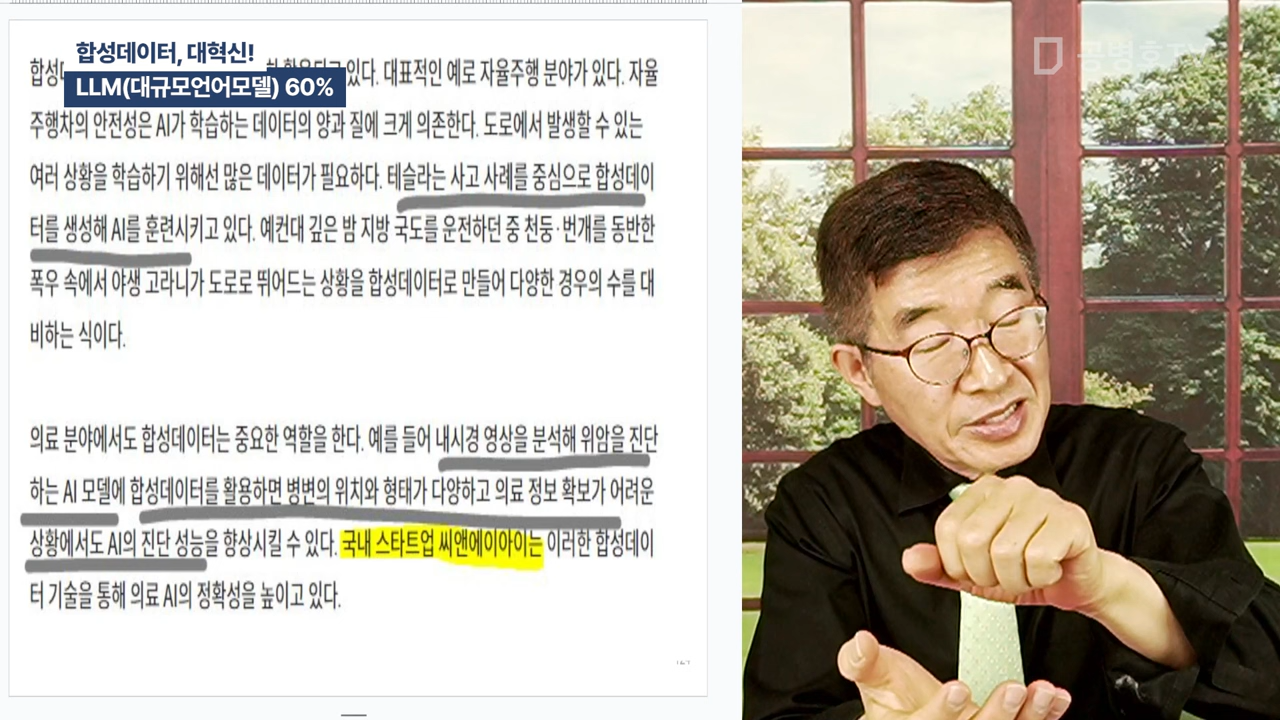 합성데이터, 대혁신!
LLM(대규모언어모델) 60%
공병호TV
있다. 대표적인 예로 자율주행 분야가 있다. 자율
주행차의 안전성은 AI가 학습하는 데이터의 양과 질에 크게 의존한다. 도로에서 발생할 수 있는
여러 상황을 학습하기 위해선 많은 데이터가 필요하다. 테슬라는 사고 사례를 중심으로 합성데이
터를 생성해 AI를 훈련시키고 있다. 예컨대 깊은 밤 지방 국도를 운전하던 중 천둥·번개를 동반한
폭우 속에서 야생 고라니가 도로로 뛰어드는 상황을 합성데이터로 만들어 다양한 경우의 수를 대
비하는 식이다.
의료 분야에서도 합성데이터는 중요한 역할을 한다. 예를 들어 내시경 영상을 분석해 위암을 진단
하는 AI 모델에 합성데이터를 활용하면 병변의 위치와 형태가 다양하고 의료 정보 확보가 어려운
상황에서도 AI의 진단 성능을 향상시킬 수 있다. 국내 스타트업 씨앤에이아이는 이러한 합성데이
터 기술을 통해 의료 AI의 정확성을 높이고 있다.